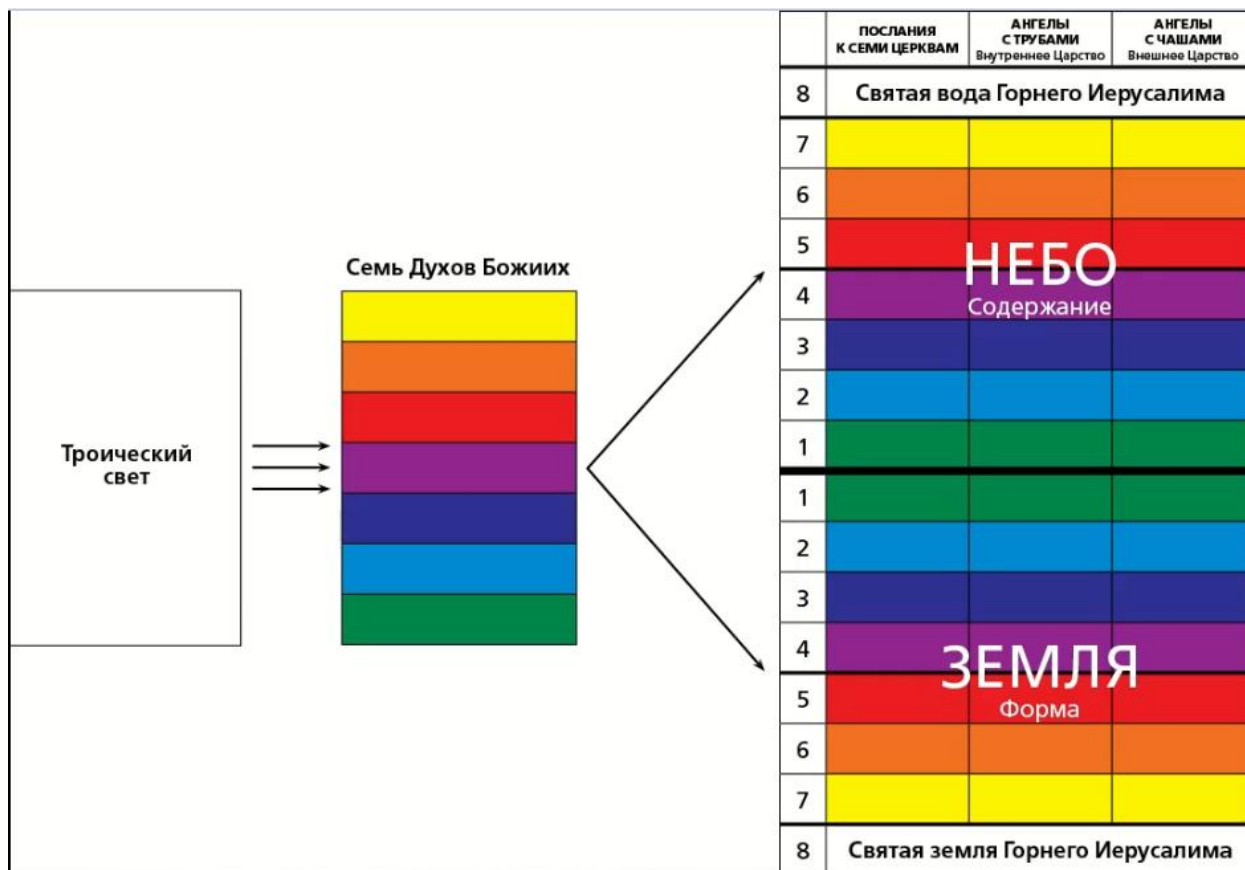 Троический
свет
Семь Духов Божиих
ПОСЛАНИЯ
К СЕМИ ЦЕРКВАМ
АНГЕЛЫ
С ТРУБАМИ
Внутреннее Царство
АНГЕЛЫ
С ЧАШАМИ
Внешнее Царство
8 Святая вода Горнего Иерусалима
7
6
5
НЕБО
4
Содержание
3
2
1
1
2
3
4
ЗЕМЛЯ
5
Форма
6
7
8 Святая земля Горнего Иерусалима